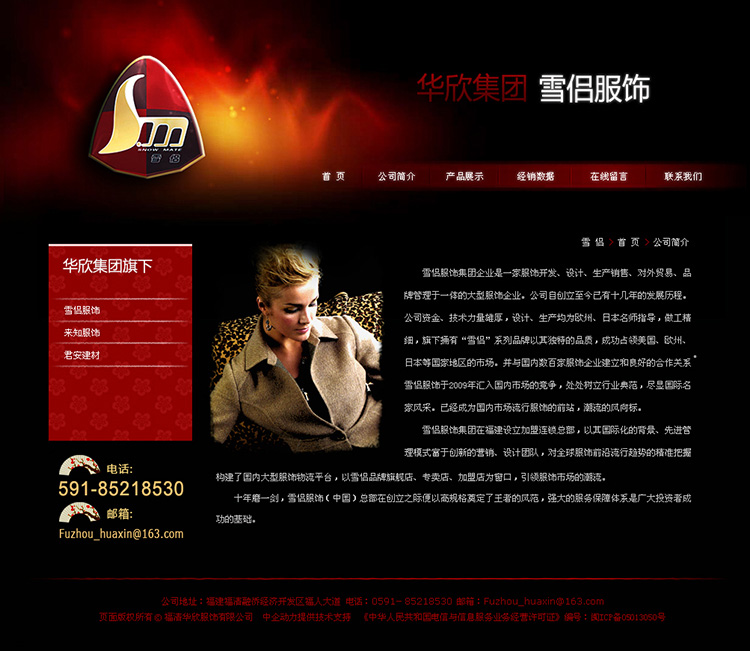 华欣集团 雪侣服饰
SNOW MATE
雪 侣
首 页 公司简介 产品展示 经销数据 在线留言 联系我们
雪 侣 > 首 页 > 公司简介
华欣集团旗下
雪侣服饰
来知服饰
君安建材
电话:
591-85218530
邮箱:
Fuzhou_huaxin@163.com
雪侣服饰集团企业是一家服饰开发、设计、生产销售、对外贸易、品
牌管理于一体的大型服饰企业。公司自创立至今已有十几年的发展历程。
公司资金、技术力量雄厚，设计、生产均为欧州、日本名师指导，做工精
细，旗下拥有“雪侣”系列品牌以其独特的品质，成功占领美国、欧州、
日本等国家地区的市场。并与国内数百家服饰企业建立和良好的合作关系。
雪侣服饰于2009年汇入国内市场的竞争，处处树立行业典范，尽显国际名
家风采。已经成为国内市场流行服饰的前站，潮流的风向标。
雪侣服饰集团在福建设立加盟连锁总部，以其国际化的背景、先进管
理模式富于创新的营销、设计团队，对全球服饰前沿流行趋势的精准把握
构建了国内大型服饰物流平台，以雪侣品牌旗舰店、专卖店、加盟店为窗口，引领服饰市场的潮流。
十年磨一剑，雪侣服饰（中国）总部在创立之际便以高规格奠定了王者的风范，强大的服务保障体系是广大投资者成
功的基础。
公司地址：福建福清融侨经济开发区福人大道 电话：0591-85218530 邮箱：Fuzhou_huaxin@163.com
页面版权所有@福清华欣服饰有限公司 中企动力提供技术支持 《中华人民共和国电信与信息服务业务经营许可证》编号：闽ICP备05013050号